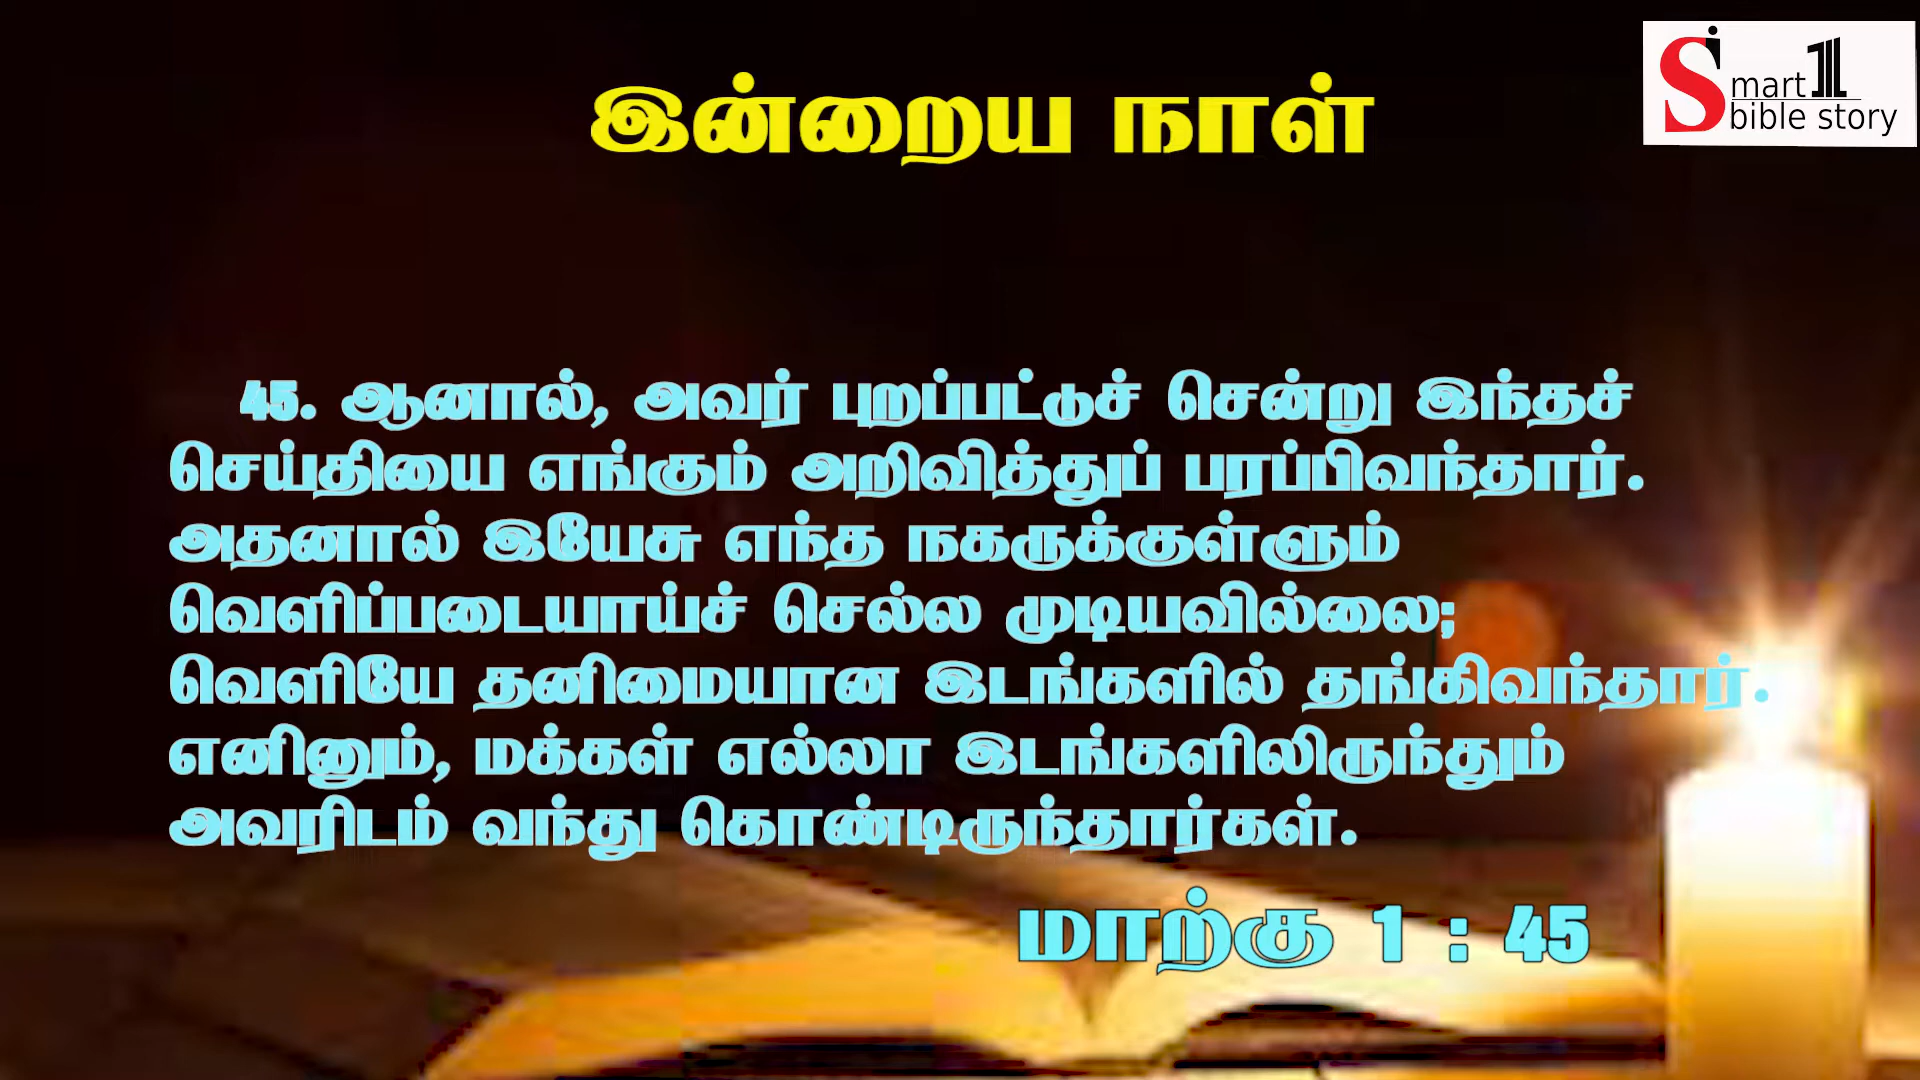 இன்றைய நாள்
Smart 1
bible story
45. ஆனால், அவர் புறப்பட்டுச் சென்று இந்தச்
செய்தியை எங்கும் அறிவித்துப் பரப்பிவந்தார்.
அதனால் இயேசு எந்த நகருக்குள்ளும்
வெளிப்படையாய்ச் செல்ல முடியவில்லை;
வெளியே தனிமையான இடங்களில் தங்கிவந்தார்.
எனினும், மக்கள் எல்லா இடங்களிலிருந்தும்
அவரிடம் வந்து கொண்டிருந்தார்கள்.
மாற்கு 1 : 45